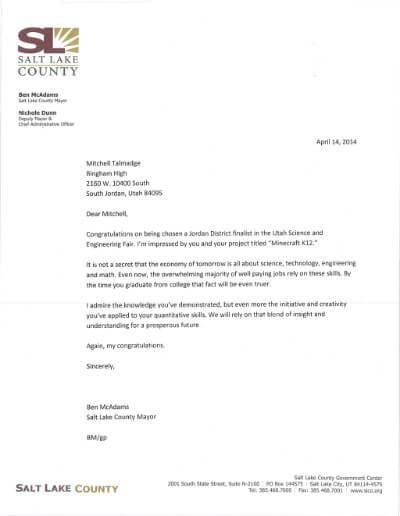 SL
SALT LAKE
COUNTY
Ben McAdams
Salt Lake County Mayor
Nichole Dunn
Deputy Mayor &
Chief Administrative Officer
April 14, 2014
Mitchell Talmadge
Bingham High
2160 W. 10400 South
South Jordan, Utah 84095
Dear Mitchell,
Congratulations on being chosen a Jordan District finalist in the Utah Science and
Engineering Fair. I'm impressed by you and your project titled "Minecraft K12."
It is not a secret that the economy of tomorrow is all about science, technology, engineering
and math. Even now, the overwhelming majority of well paying jobs rely on these skills. By
the time you graduate from college that fact will be even truer.
I admire the knowledge you've demonstrated, but even more the initiative and creativity
you've applied to your quantitative skills. We will rely on that blend of insight and
understanding for a prosperous future
Again, my congratulations.
Sincerely,
Ben McAdams
Salt Lake County Mayor
BM/gp
Salt Lake County Government Center
2001 South State Street, Suite N-2100 | PO Box 144575 | Salt Lake City, UT 84114-4575
Tel: 385.468.7000 | Fax: 385.468.7001 | www.slco.org
SALT LAKE COUNTY